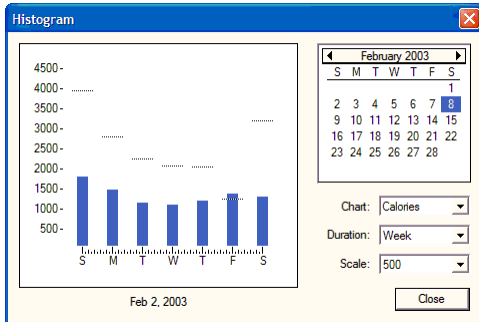 Histogram
4500
4000
3500
3000
2500
2000
1500
1000
500
S M T W T F S
Feb 2, 2003
February 2003
S M T W T F S
1
2 3 4 5 6 7 8
9 10 11 12 13 14 15
16 17 18 19 20 21 22
23 24 25 26 27 28
Chart: Calories
Duration: Week
Scale: 500
Close